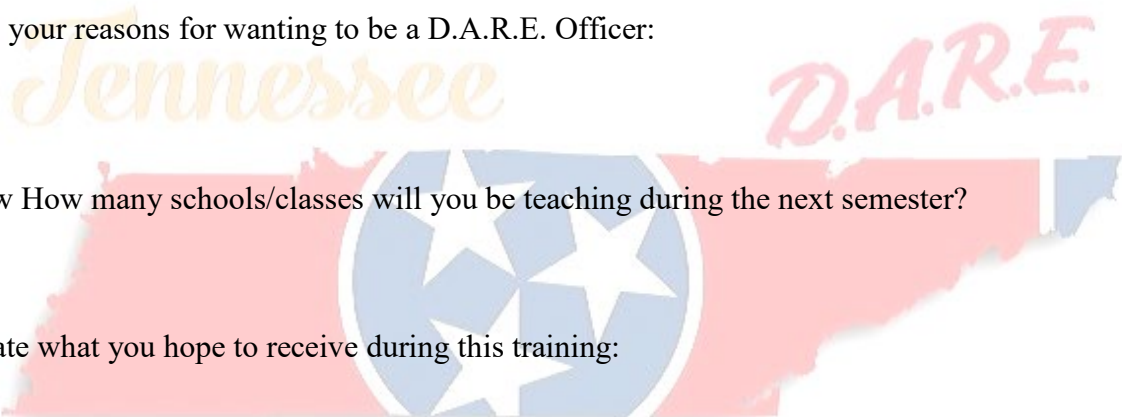 your reasons for wanting to be a D.A.R.E. Officer:
Tennessee D.A.R.E.
w How many schools/classes will you be teaching during the next semester?
ate what you hope to receive during this training: